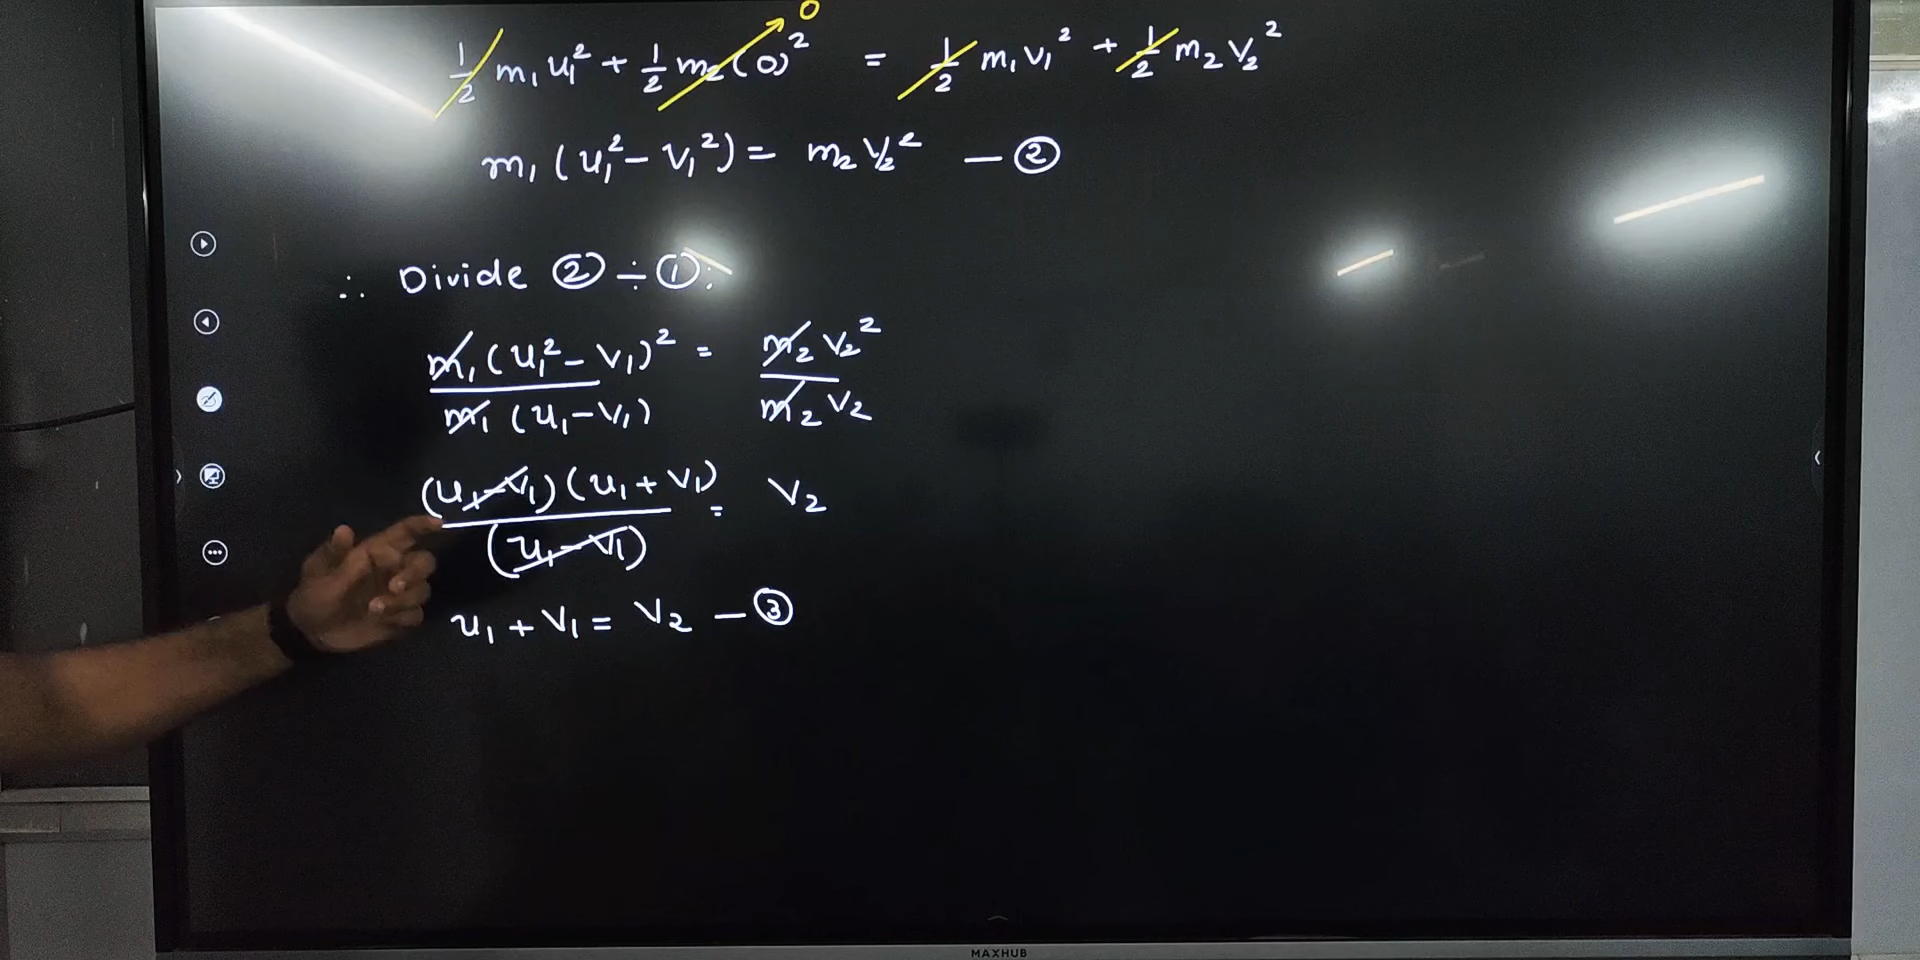 0
1/2 m₁u₁² + 1/2 m₂(0)² = 1/2 m₁v₁² + 1/2 m₂v₂²
m₁(u₁² - v₁²) = m₂v₂² — ②
∴ Divide ② ÷ ①:
m₁(u₁² - v₁)² = m₂v₂²
m₁(u₁ - v₁) m₂v₂
(u₁ - v₁)(u₁ + v₁) = v₂
(u₁ - v₁)
u₁ + v₁ = v₂ — ③
MAXHUB